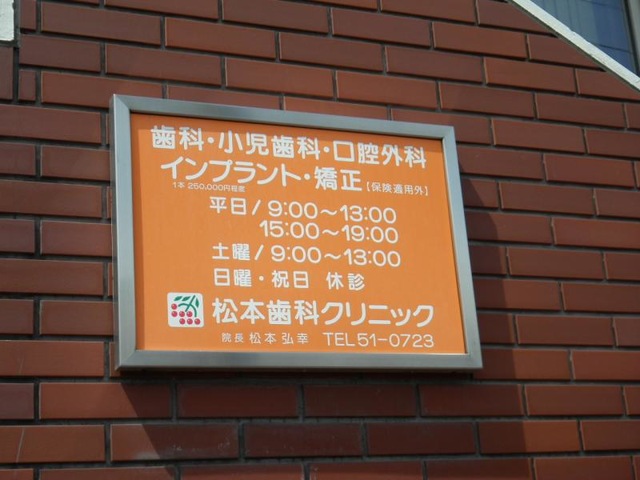 歯科・小児歯科・口腔外科
インプラント・矯正【保険適用外】
1本 250,000円程度
平日/9:00～13:00
15:00～19:00
土曜/9:00～13:00
日曜・祝日 休診
松本歯科クリニック
院長 松本弘幸 TEL51-0723